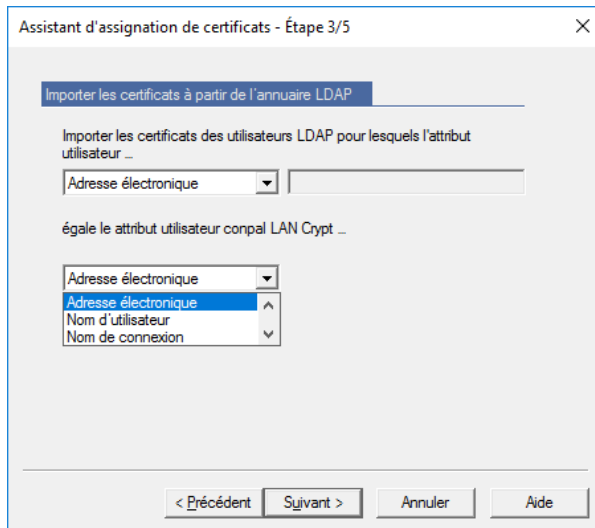 Assistant d'assignation de certificats - Étape 3/5
Importer les certificats à partir de l'annuaire LDAP
Importer les certificats des utilisateurs LDAP pour lesquels l'attribut
utilisateur ...
Adresse électronique
égale le attribut utilisateur conpal LAN Crypt ...
Adresse électronique
Adresse électronique
Nom d'utilisateur
Nom de connexion
< Précédent
Suivant >
Annuler
Aide